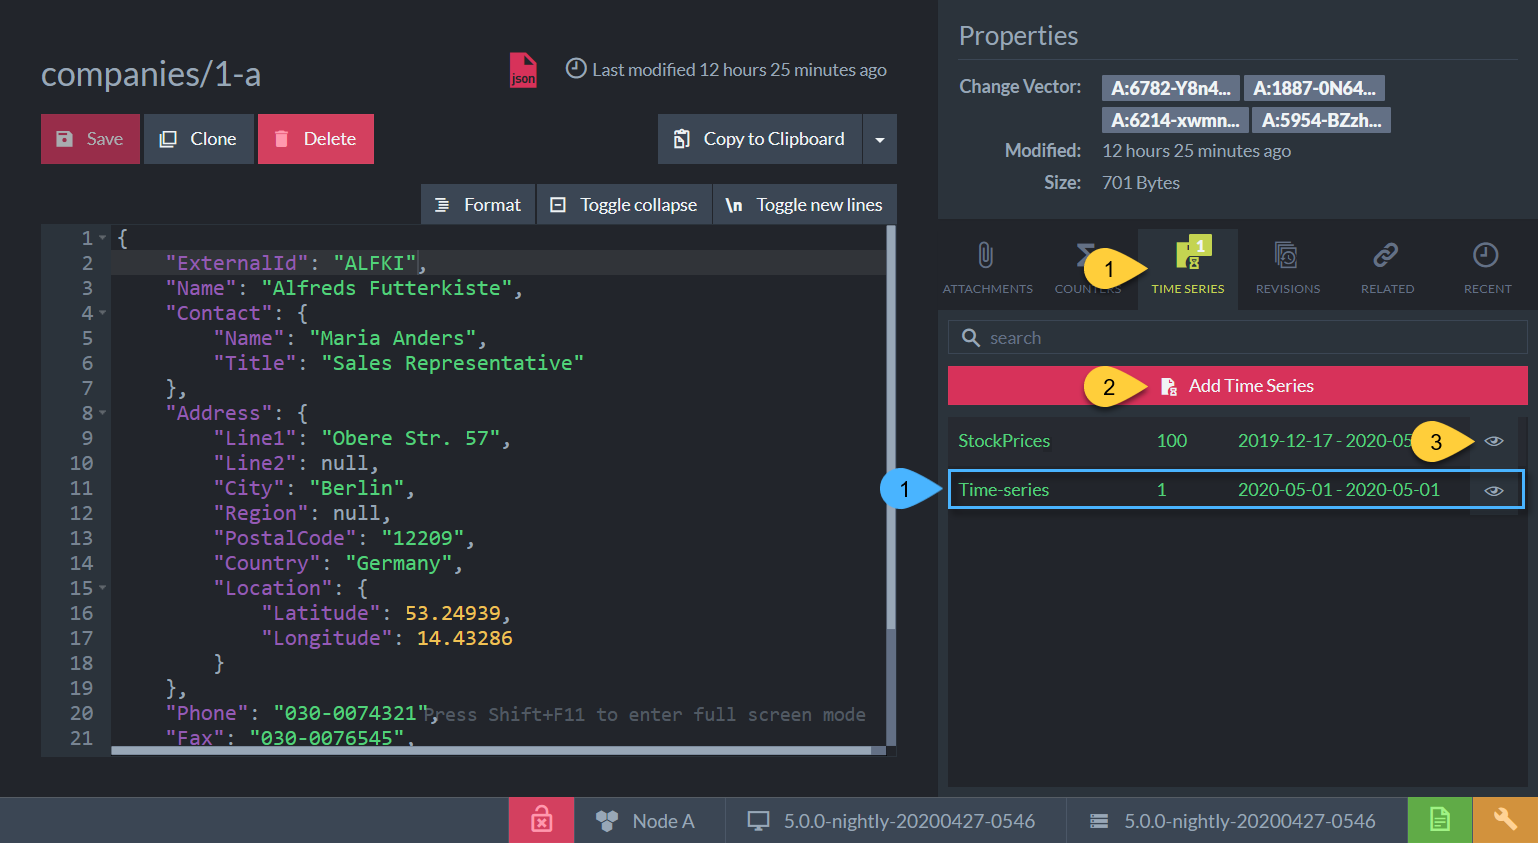 companies/1-a
json
Last modified 12 hours 25 minutes ago
Save
Clone
Delete
Copy to Clipboard
Format
Toggle collapse
\n Toggle new lines
1 {
2 "ExternalId": "ALFKI",
3 "Name": "Alfreds Futterkiste",
4 "Contact": {
5 "Name": "Maria Anders",
6 "Title": "Sales Representative"
7 },
8 "Address": {
9 "Line1": "Obere Str. 57",
10 "Line2": null,
11 "City": "Berlin",
12 "Region": null,
13 "PostalCode": "12209",
14 "Country": "Germany",
15 "Location": {
16 "Latitude": 53.24939,
17 "Longitude": 14.43286
18 }
19 },
20 "Phone": "030-0074321",
Press Shift+F11 to enter full screen mode
21 "Fax": "030-0076545",
Properties
Change Vector: A:6782-Y8n4... A:1887-0N64...
A:6214-xwmn... A:5954-BZzh...
Modified: 12 hours 25 minutes ago
Size: 701 Bytes
1
1
ATTACHMENTS
COUNTERS
TIME SERIES
REVISIONS
RELATED
RECENT
search
2 Add Time Series
StockPrices 100 2019-12-17 - 2020-05 3
1 Time-series 1 2020-05-01 - 2020-05-01
Node A
5.0.0-nightly-20200427-0546
5.0.0-nightly-20200427-0546